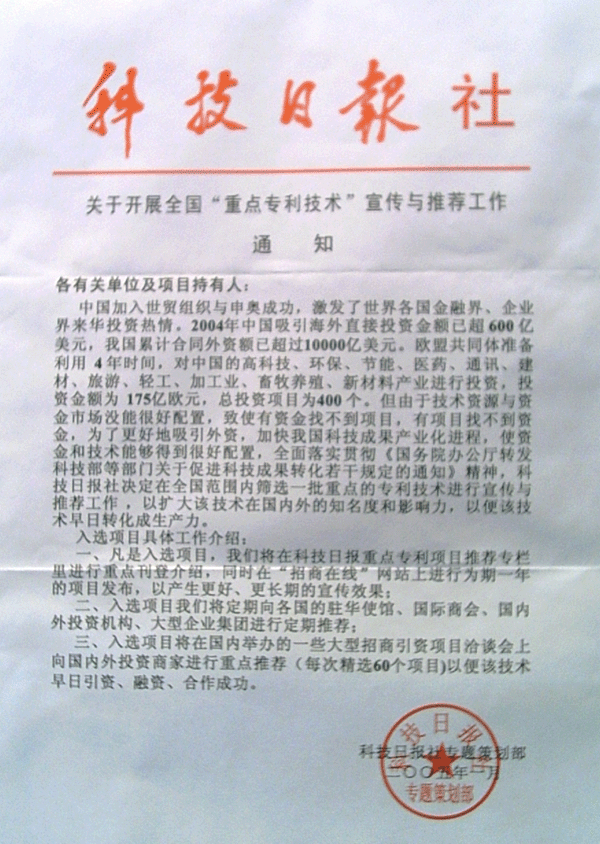 科技日報社
关于开展全国“重点专利技术”宣传与推荐工作
通 知
各有关单位及项目持有人：
中国加入世贸组织与申奥成功，激发了世界各国金融界、企业
界来华投资热情。2004年中国吸引海外直接投资金额已超600亿
美元，我国累计合同外资额已超过10000亿美元。欧盟共同体准备
利用 4年时间，对中国的高科技、环保、节能、医药、通讯、建
材、旅游、轻工、加工业、畜牧养殖、新材料产业进行投资，投
资金额为 175亿欧元，总投资项目为400个。但由于技术资源与资
金市场没能很好配置，致使有资金找不到项目，有项目找不到资
金，为了更好地吸引外资，加快我国科技成果产业化进程，使资
金和技术能够得到很好配置，全面落实贯彻《国务院办公厅转发
科技部等部门关于促进科技成果转化若干规定的通知》精神，科
技日报社决定在全国范围内筛选一批重点的专利技术进行宣传与
推荐工作，以扩大该技术在国内外的知名度和影响力，以便该技
术早日转化成生产力。
入选项目具体工作介绍：
一、凡是入选项目，我们将在科技日报重点专利项目推荐专栏
里进行重点刊登介绍，同时在“招商在线”网站上进行为期一年
的项目发布，以产生更好、更长期的宣传效果；
二、入选项目我们将定期向各国的驻华使馆、国际商会、国内
外投资机构、大型企业集团进行定期推荐；
三、入选项目将在国内举办的一些大型招商引资项目洽谈会上
向国内外投资商家进行重点推荐（每次精选60个项目)以便该技术
早日引资、融资、合作成功。
科技日报社专题策划部
二〇〇五年一月
科技日报社
专题策划部